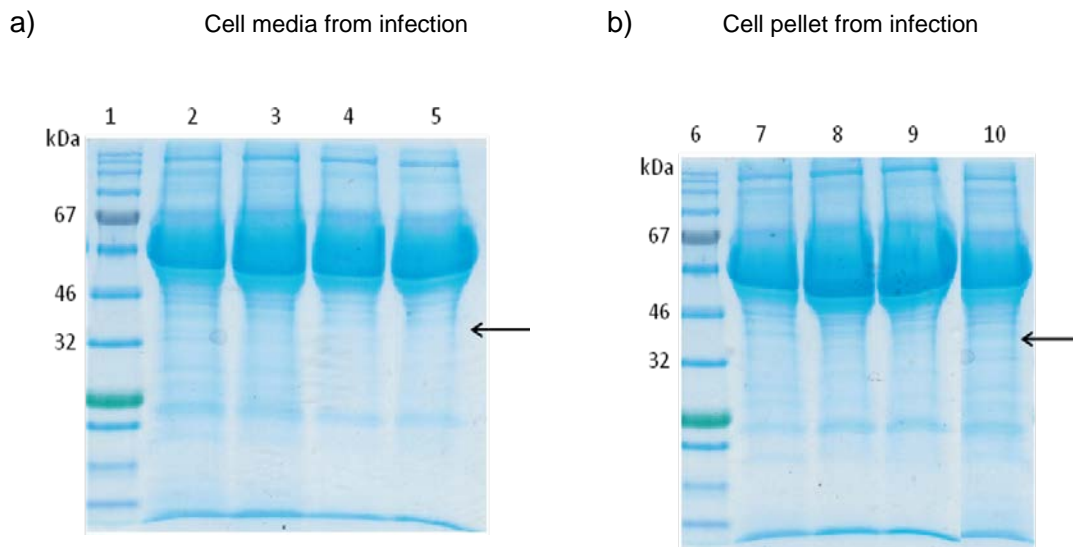 a) Cell media from infection
b) Cell pellet from infection
1 2 3 4 5
kDa
67
46
32
6 7 8 9 10
kDa
67
46
32